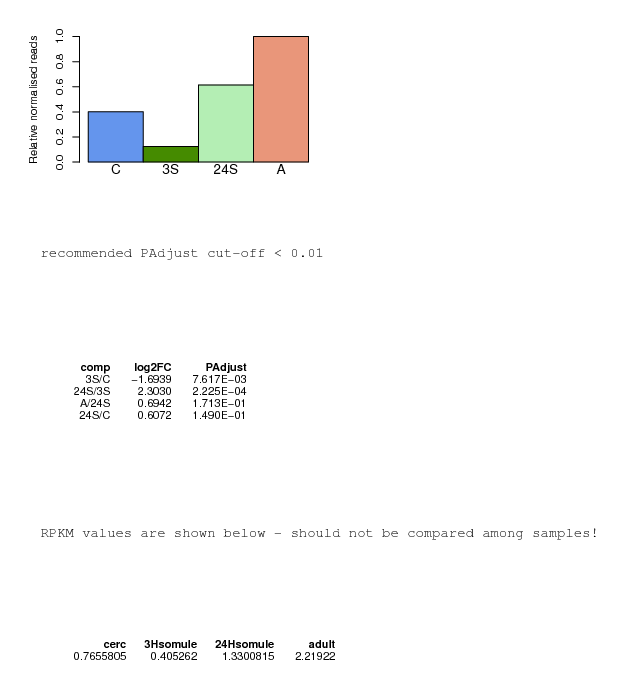 Relative normalised reads
1.0
0.8
0.6
0.4
0.2
0.0
C 3S 24S A
recommended PAdjust cut-off < 0.01
comp log2FC PAdjust
3S/C −1.6939 7.617E−03
24S/3S 2.3030 2.225E−04
A/24S 0.6942 1.713E−01
24S/C 0.6072 1.490E−01
RPKM values are shown below - should not be compared among samples!
cerc 3Hsomule 24Hsomule adult
0.7655805 0.405262 1.3300815 2.21922